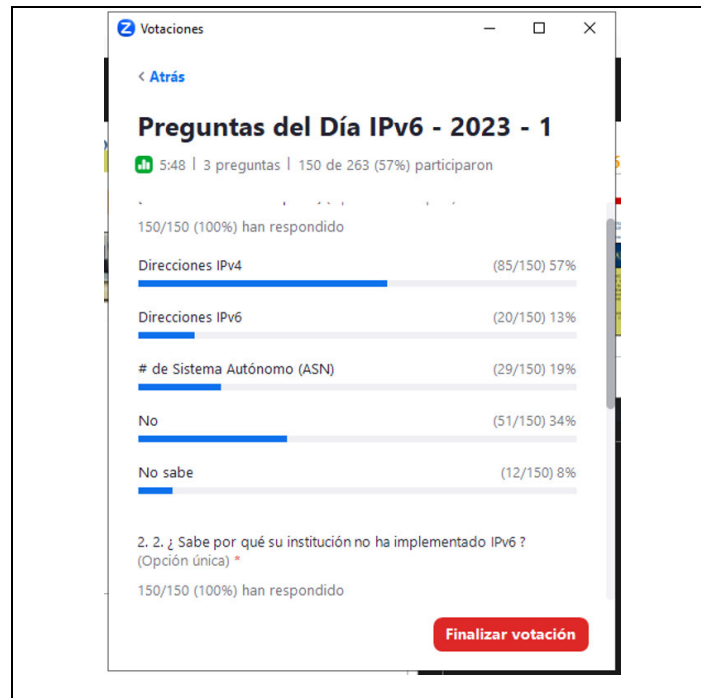 Votaciones
< Atrás
Preguntas del Día IPv6 - 2023 - 1
5:48 | 3 preguntas | 150 de 263 (57%) participaron
150/150 (100%) han respondido
Direcciones IPv4 (85/150) 57%
Direcciones IPv6 (20/150) 13%
# de Sistema Autónomo (ASN) (29/150) 19%
No (51/150) 34%
No sabe (12/150) 8%
2. 2. ¿ Sabe por qué su institución no ha implementado IPv6 ?
(Opción única) *
150/150 (100%) han respondido
Finalizar votación